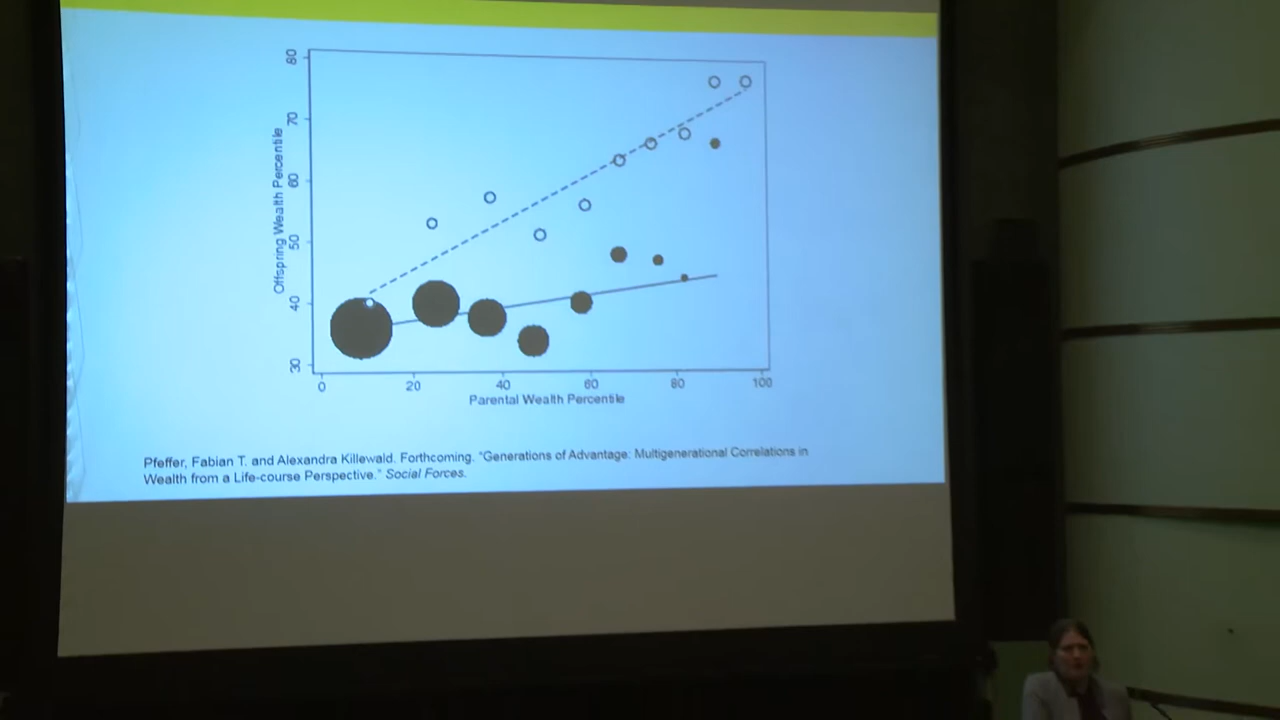 80
70
60
50
40
30
Offspring Wealth Percentile
0 20 40 60 80 100
Parental Wealth Percentile
Pfeffer, Fabian T. and Alexandra Killewald. Forthcoming. "Generations of Advantage: Multigenerational Correlations in
Wealth from a Life-course Perspective." Social Forces.